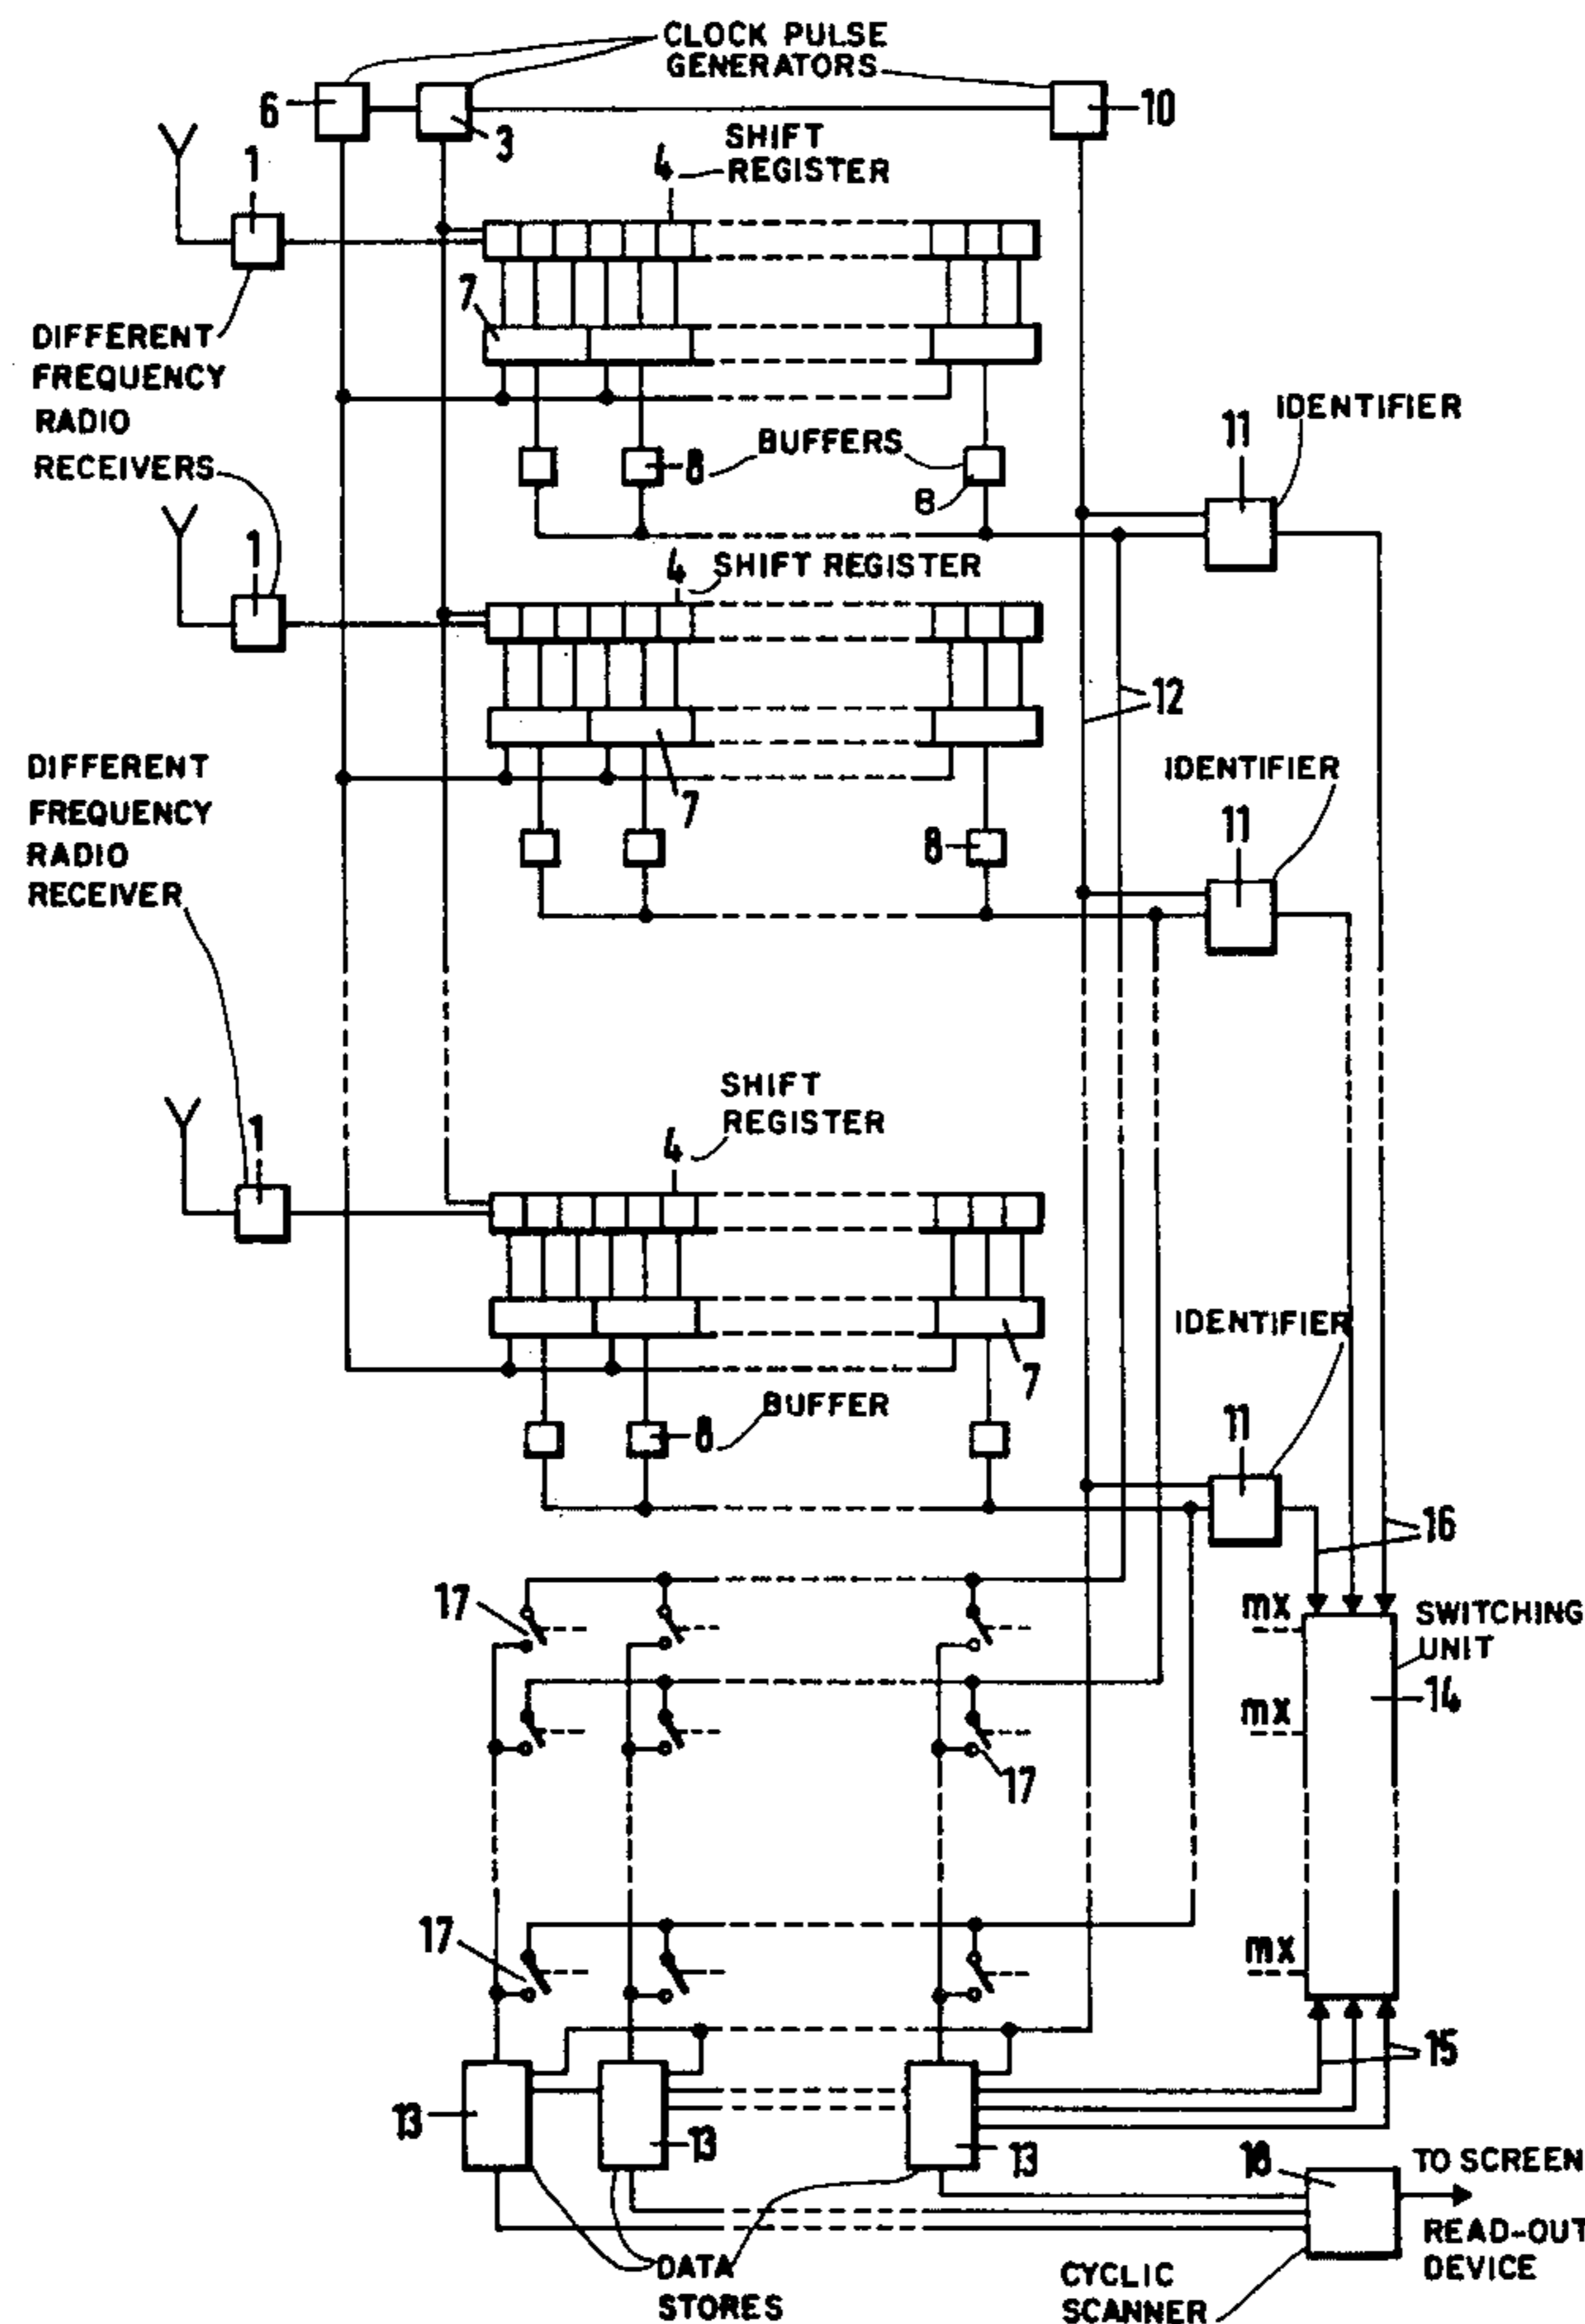 CLOCK PULSE
GENERATORS
6
3
10
SHIFT
REGISTER
4
1
7
DIFFERENT
FREQUENCY
RADIO
RECEIVERS
IDENTIFIER
11
BUFFERS
8
8
1
4
SHIFT REGISTER
12
DIFFERENT
FREQUENCY
RADIO
RECEIVER
IDENTIFIER
11
7
8
SHIFT
REGISTER
4
1
IDENTIFIER
7
BUFFER
8
11
16
17
mx
SWITCHING
UNIT
14
mx
17
17
mx
15
13
13
13
18
TO SCREEN
READ-OUT
DEVICE
DATA
STORES
CYCLIC
SCANNER